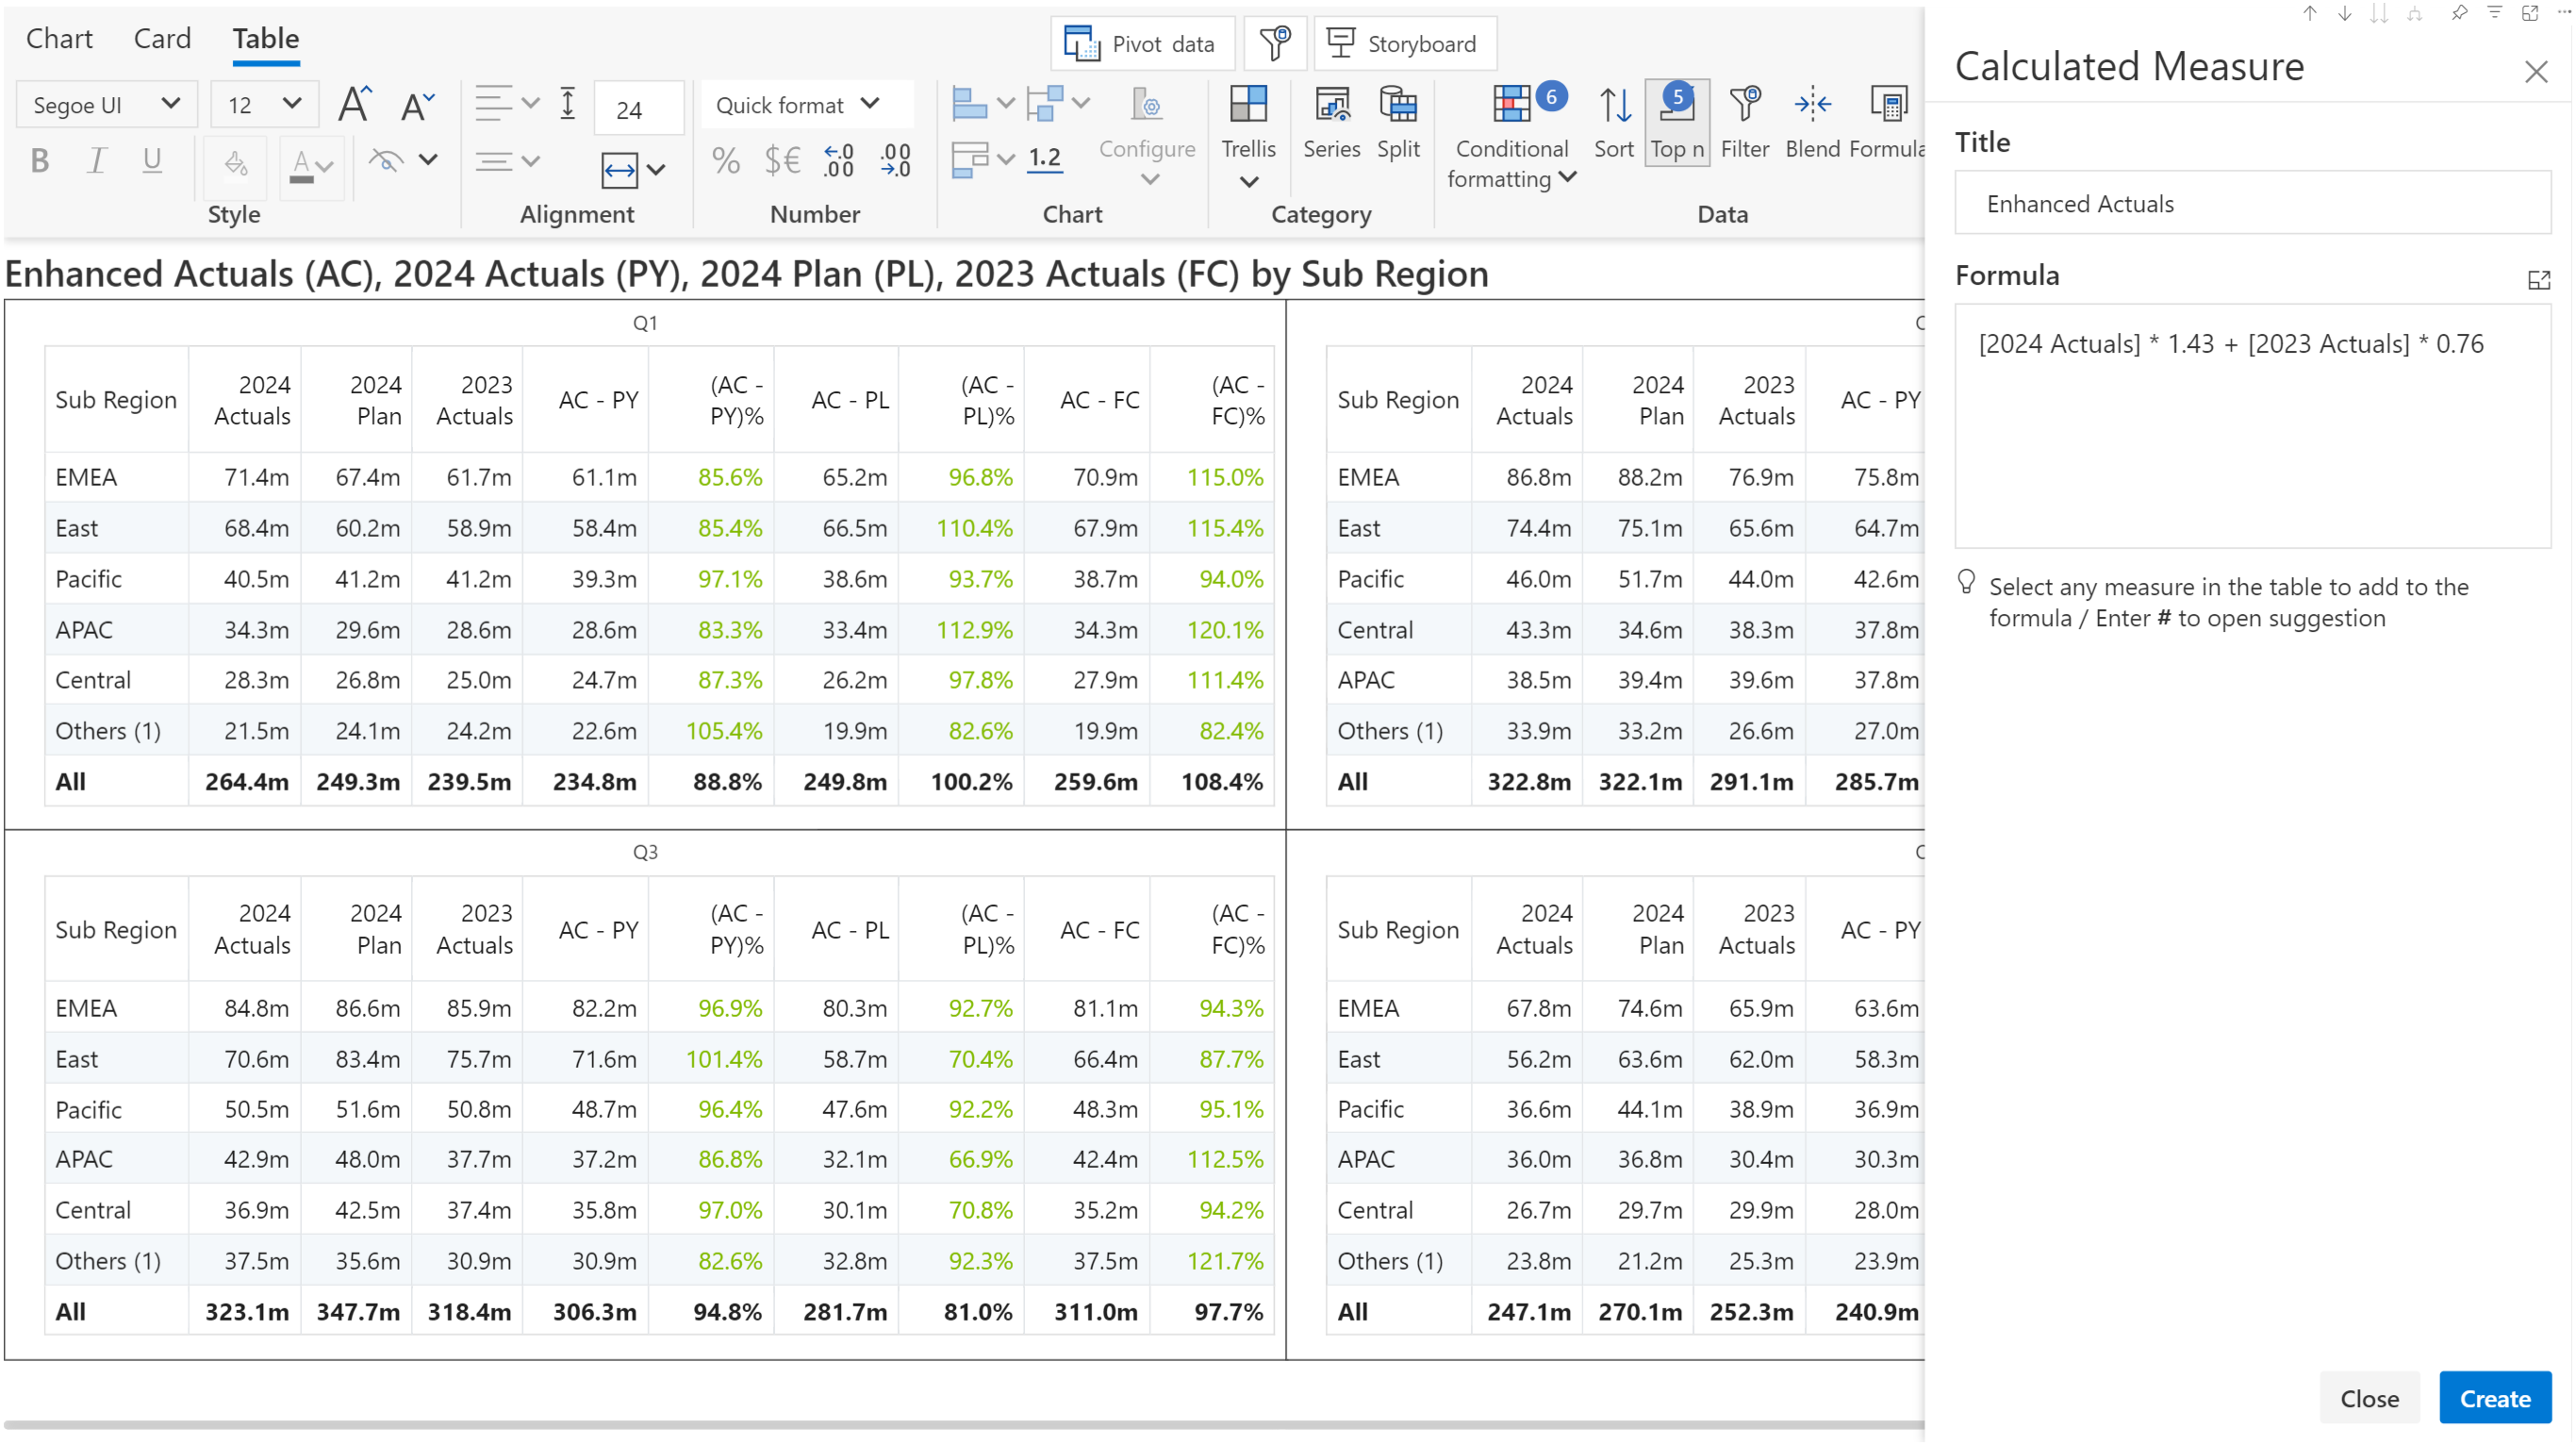 Chart Card Table
Pivot data Storyboard
Segoe UI 12 A A 24 Quick format
6 5
B I U A % $€ .0 .00 .00 .0 1.2 Configure Trellis Series Split Conditional formatting Sort Top n Filter Blend Formula
Style Alignment Number Chart Category Data
Enhanced Actuals (AC), 2024 Actuals (PY), 2024 Plan (PL), 2023 Actuals (FC) by Sub Region
Q1
Sub Region 2024 Actuals 2024 Plan 2023 Actuals AC - PY (AC - PY)% AC - PL (AC - PL)% AC - FC (AC - FC)%
EMEA 71.4m 67.4m 61.7m 61.1m 85.6% 65.2m 96.8% 70.9m 115.0%
East 68.4m 60.2m 58.9m 58.4m 85.4% 66.5m 110.4% 67.9m 115.4%
Pacific 40.5m 41.2m 41.2m 39.3m 97.1% 38.6m 93.7% 38.7m 94.0%
APAC 34.3m 29.6m 28.6m 28.6m 83.3% 33.4m 112.9% 34.3m 120.1%
Central 28.3m 26.8m 25.0m 24.7m 87.3% 26.2m 97.8% 27.9m 111.4%
Others (1) 21.5m 24.1m 24.2m 22.6m 105.4% 19.9m 82.6% 19.9m 82.4%
All 264.4m 249.3m 239.5m 234.8m 88.8% 249.8m 100.2% 259.6m 108.4%
Sub Region 2024 Actuals 2024 Plan 2023 Actuals AC - PY
EMEA 86.8m 88.2m 76.9m 75.8m
East 74.4m 75.1m 65.6m 64.7m
Pacific 46.0m 51.7m 44.0m 42.6m
Central 43.3m 34.6m 38.3m 37.8m
APAC 38.5m 39.4m 39.6m 37.8m
Others (1) 33.9m 33.2m 26.6m 27.0m
All 322.8m 322.1m 291.1m 285.7m
Q3
Sub Region 2024 Actuals 2024 Plan 2023 Actuals AC - PY (AC - PY)% AC - PL (AC - PL)% AC - FC (AC - FC)%
EMEA 84.8m 86.6m 85.9m 82.2m 96.9% 80.3m 92.7% 81.1m 94.3%
East 70.6m 83.4m 75.7m 71.6m 101.4% 58.7m 70.4% 66.4m 87.7%
Pacific 50.5m 51.6m 50.8m 48.7m 96.4% 47.6m 92.2% 48.3m 95.1%
APAC 42.9m 48.0m 37.7m 37.2m 86.8% 32.1m 66.9% 42.4m 112.5%
Central 36.9m 42.5m 37.4m 35.8m 97.0% 30.1m 70.8% 35.2m 94.2%
Others (1) 37.5m 35.6m 30.9m 30.9m 82.6% 32.8m 92.3% 37.5m 121.7%
All 323.1m 347.7m 318.4m 306.3m 94.8% 281.7m 81.0% 311.0m 97.7%
Sub Region 2024 Actuals 2024 Plan 2023 Actuals AC - PY
EMEA 67.8m 74.6m 65.9m 63.6m
East 56.2m 63.6m 62.0m 58.3m
Pacific 36.6m 44.1m 38.9m 36.9m
APAC 36.0m 36.8m 30.4m 30.3m
Central 26.7m 29.7m 29.9m 28.0m
Others (1) 23.8m 21.2m 25.3m 23.9m
All 247.1m 270.1m 252.3m 240.9m
Calculated Measure
Title
Enhanced Actuals
Formula
[2024 Actuals] * 1.43 + [2023 Actuals] * 0.76
Select any measure in the table to add to the
formula / Enter # to open suggestion
Close Create